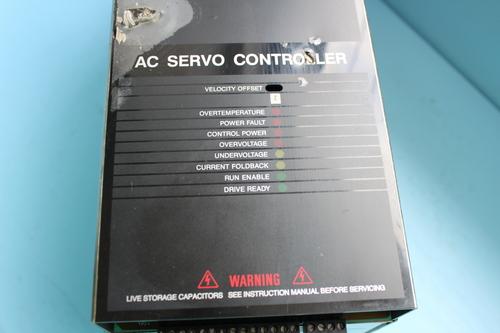 AC SERVO CONTROLLER
VELOCITY OFFSET
OVERTEMPERATURE
POWER FAULT
CONTROL POWER
OVERVOLTAGE
UNDERVOLTAGE
CURRENT FOLDBACK
RUN ENABLE
DRIVE READY
WARNING
LIVE STORAGE CAPACITORS SEE INSTRUCTION MANUAL BEFORE SERVICING